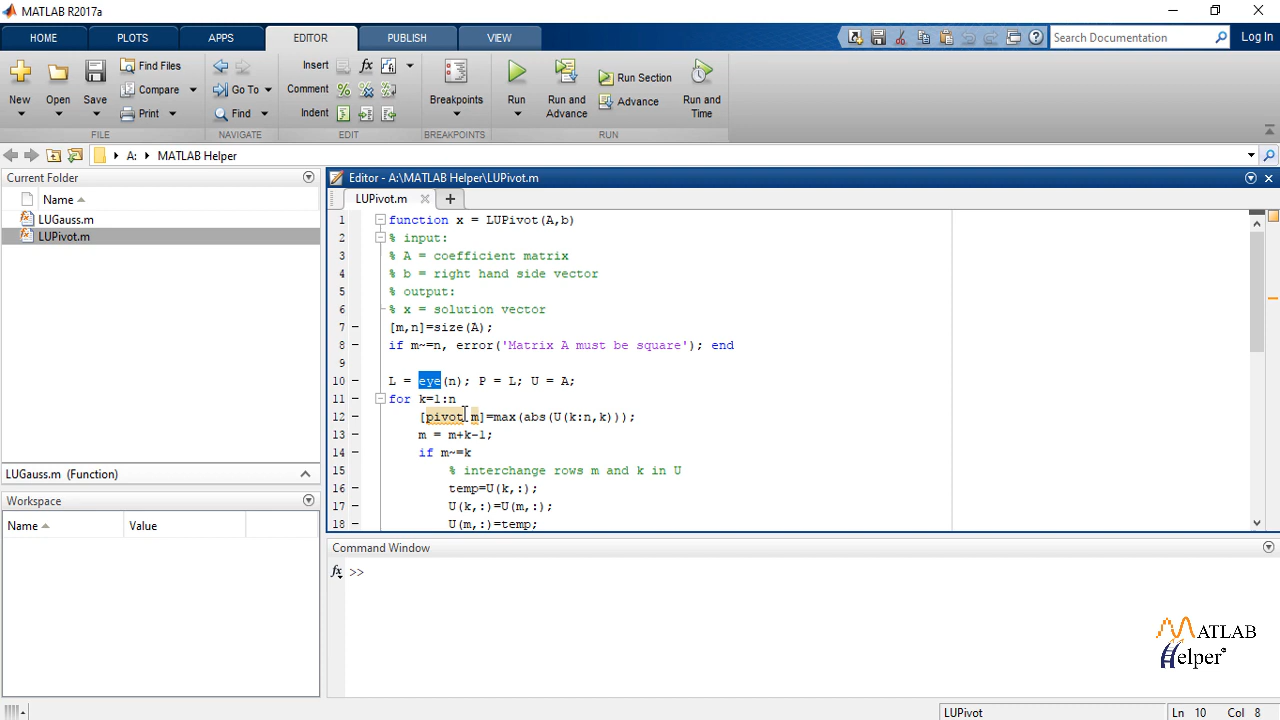 MATLAB R2017a
HOME PLOTS APPS EDITOR PUBLISH VIEW Search Documentation Log In
New Open Save Find Files Compare Print
Go To Find
Insert fx
Comment
Indent
Breakpoints
Run Run and Advance Run Section Advance Run and Time
FILE NAVIGATE EDIT BREAKPOINTS RUN
A: MATLAB Helper
Current Folder
Name
LUGauss.m
LUPivot.m
LUGauss.m (Function)
Workspace
Name Value
Editor - A:\MATLAB Helper\LUPivot.m
LUPivot.m
1 function x = LUPivot(A,b)
2 % input:
3 % A = coefficient matrix
4 % b = right hand side vector
5 % output:
6 % x = solution vector
7 [m,n]=size(A);
8 if m~=n, error('Matrix A must be square'); end
9
10 L = eye(n); P = L; U = A;
11 for k=1:n
12 [pivot m]=max(abs(U(k:n,k)));
13 m = m+k-1;
14 if m~=k
15 % interchange rows m and k in U
16 temp=U(k,:);
17 U(k,:)=U(m,:);
18 U(m,:)=temp;
Command Window
fx >>
MATLAB
Helper®
LUPivot Ln 10 Col 8